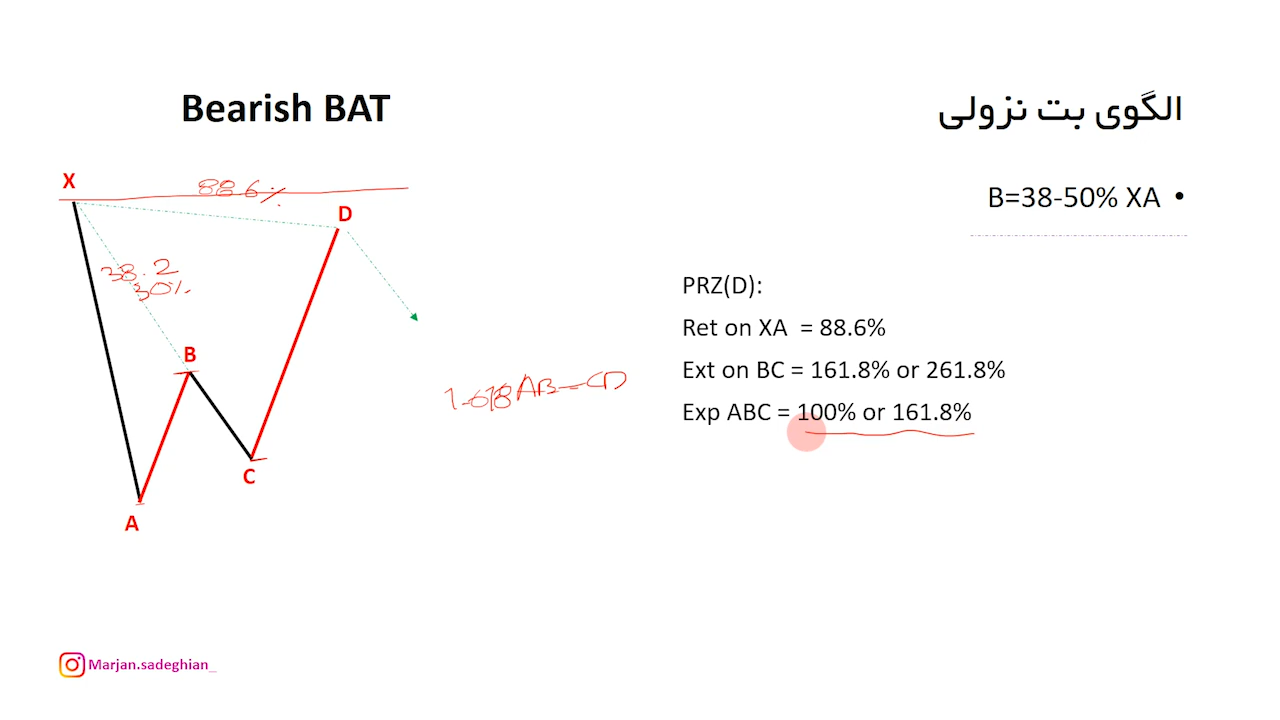 Bearish BAT
الگوی بت نزولی
X
88.6%
D
38.2
50%
B
C
A
1.618 AB=CD
• B=38-50% XA
PRZ(D):
Ret on XA = 88.6%
Ext on BC = 161.8% or 261.8%
Exp ABC = 100% or 161.8%
Marjan.sadeghian_